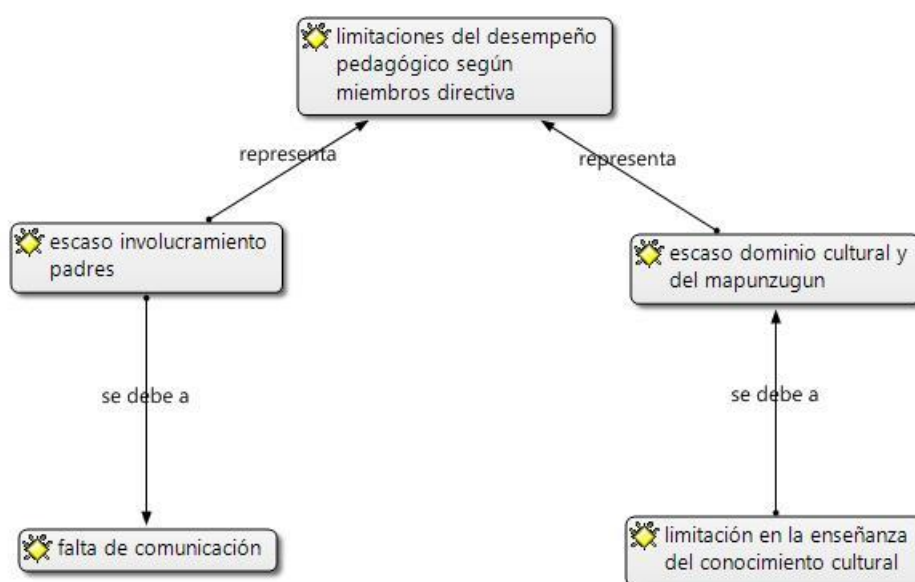 limitaciones del desempeño
pedagógico según
miembros directiva
representa
representa
escaso involucramiento
padres
escaso dominio cultural y
del mapunzugun
se debe a
se debe a
falta de comunicación
limitación en la enseñanza
del conocimiento cultural